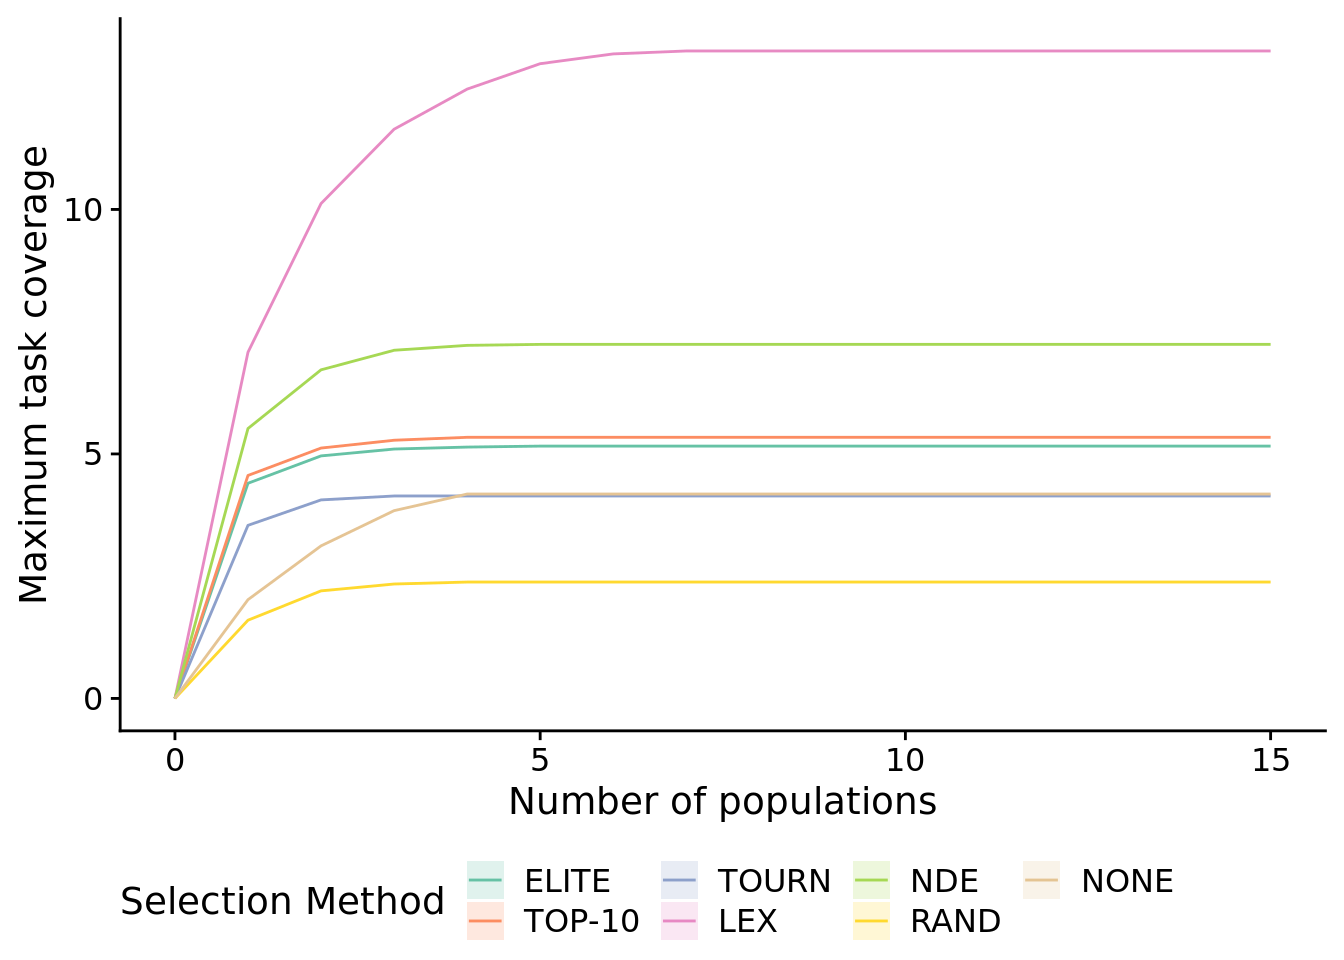 Maximum task coverage
10
5
0
0 5 10 15
Number of populations
Selection Method
ELITE TOURN NDE NONE
TOP-10 LEX RAND